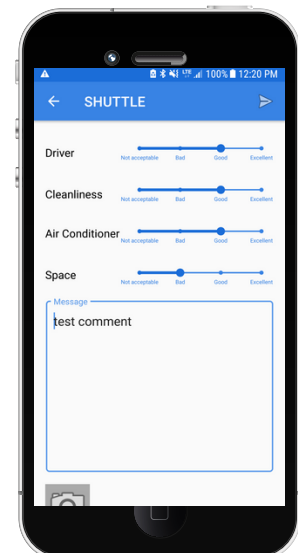 100% 12:20 PM
SHUTTLE
Driver
Not acceptable Bad Good Excellent
Cleanliness
Not acceptable Bad Good Excellent
Air Conditioner
Not acceptable Bad Good Excellent
Space
Not acceptable Bad Good Excellent
Message
test comment